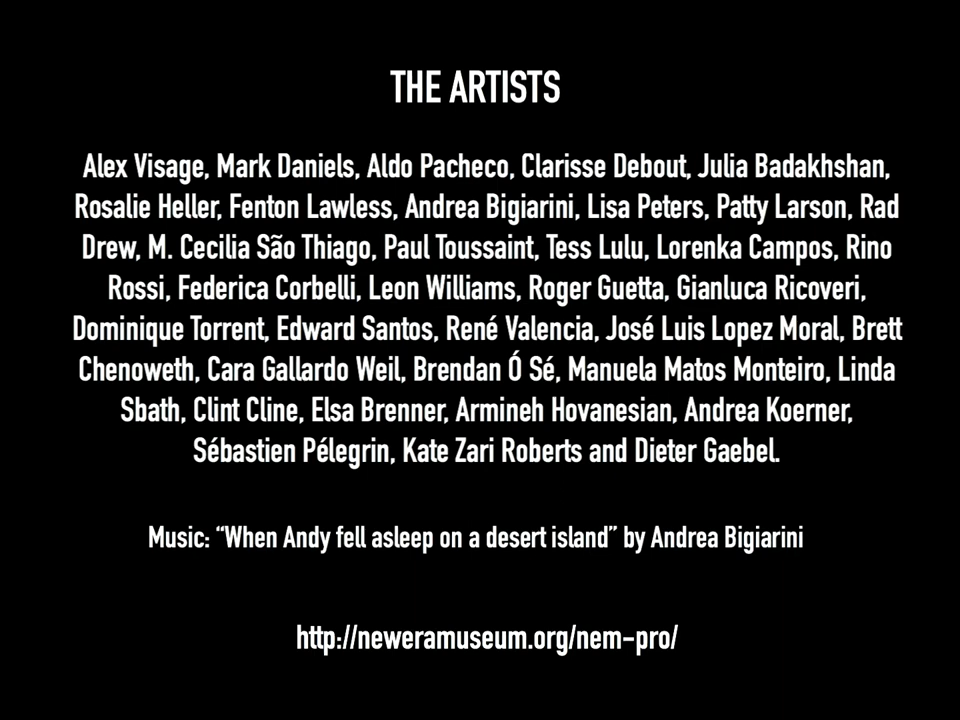 THE ARTISTS
Alex Visage, Mark Daniels, Aldo Pacheco, Clarisse Debout, Julia Badakhshan,
Rosalie Heller, Fenton Lawless, Andrea Bigiarini, Lisa Peters, Patty Larson, Rad
Drew, M. Cecilia São Thiago, Paul Toussaint, Tess Lulu, Lorenka Campos, Rino
Rossi, Federica Corbelli, Leon Williams, Roger Guetta, Gianluca Ricoveri,
Dominique Torrent, Edward Santos, René Valencia, José Luis Lopez Moral, Brett
Chenoweth, Cara Gallardo Weil, Brendan Ó Sé, Manuela Matos Monteiro, Linda
Sbath, Clint Cline, Elsa Brenner, Armineh Hovanesian, Andrea Koerner,
Sébastien Pélegrin, Kate Zari Roberts and Dieter Gaebel.
Music: “When Andy fell asleep on a desert island” by Andrea Bigiarini
http://neweramuseum.org/nem-pro/